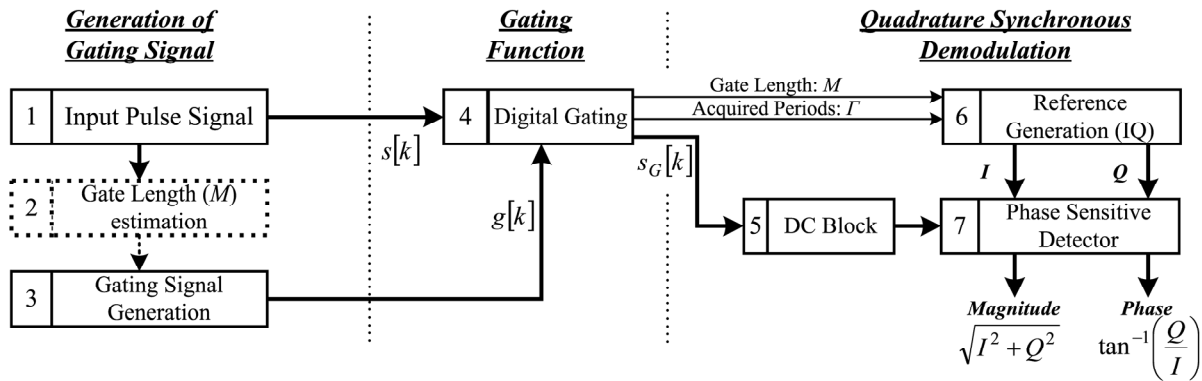 Generation of
Gating Signal
Gating
Function
Quadrature Synchronous
Demodulation
1
Input Pulse Signal
2
Gate Length (M)
estimation
3
Gating Signal
Generation
s[k]
g[k]
4
Digital Gating
Gate Length: M
Acquired Periods: Γ
s_G[k]
5
DC Block
6
Reference
Generation (IQ)
I
Q
7
Phase Sensitive
Detector
Magnitude
√(I² + Q²)
Phase
tan⁻¹(Q/I)